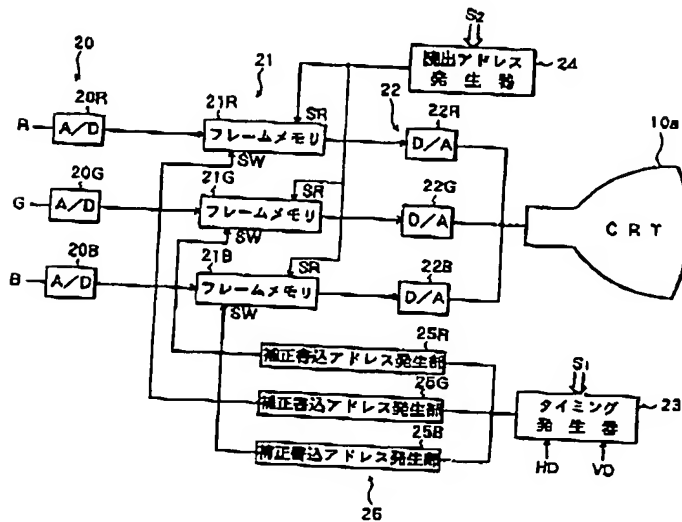 S2
20
21
読出アドレス
発生器
24
20R
R
A/D
21R
SR
フレームメモリ
SW
22
22R
D/A
10a
20G
G
A/D
21G
SR
フレームメモリ
SW
22G
D/A
CRT
20B
B
A/D
21B
SR
フレームメモリ
SW
22B
D/A
25R
補正書込アドレス発生部
S1
25G
補正書込アドレス発生部
タイミング
発生器
23
25B
補正書込アドレス発生部
HD
VD